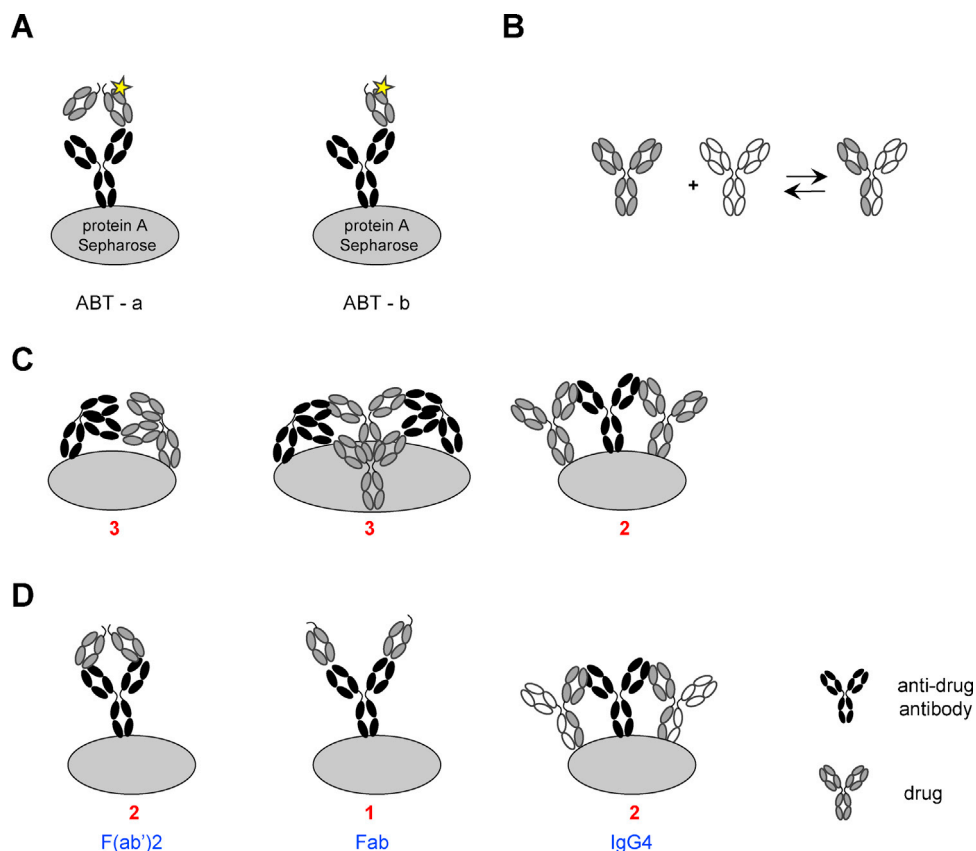 A
B
protein A
Sepharose
protein A
Sepharose
+
ABT - a
ABT - b
C
3
3
2
D
2
1
2
F(ab')2
Fab
IgG4
anti-drug
antibody
drug